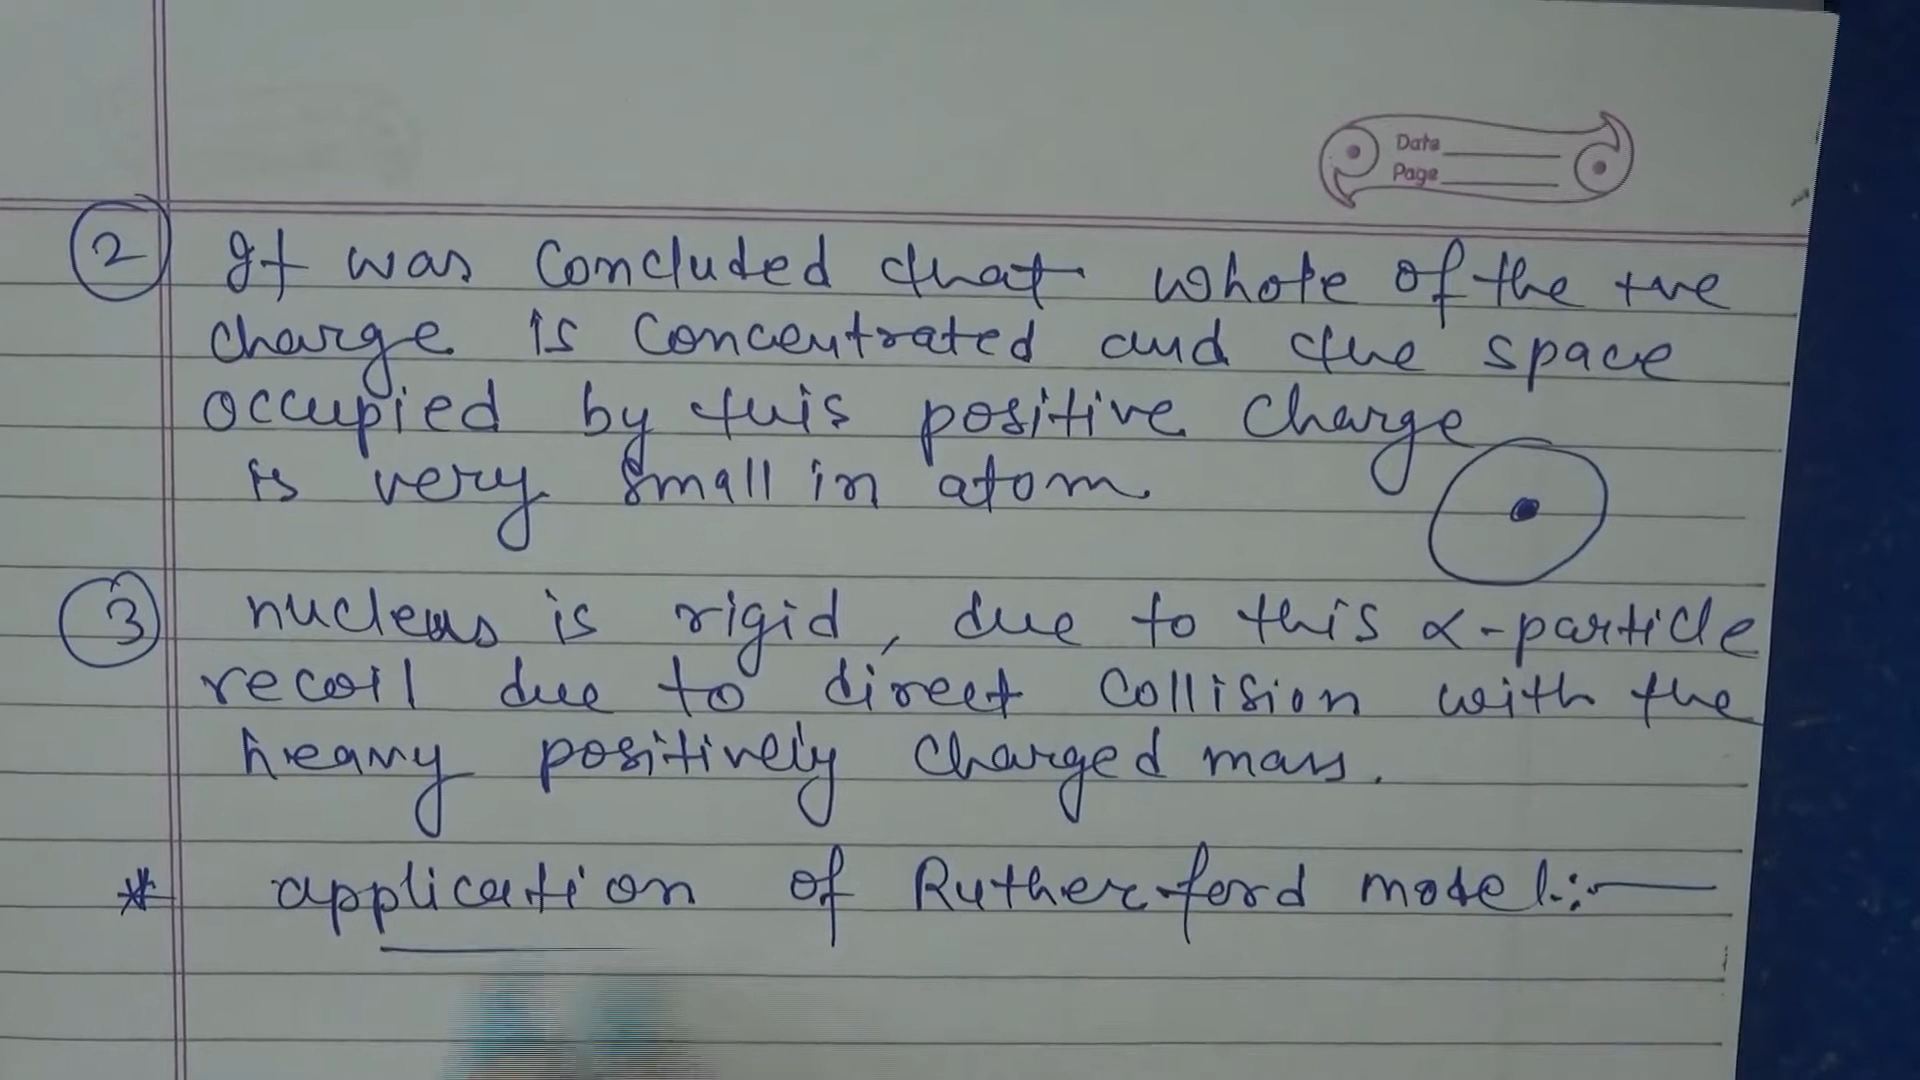 Date
Page
2 It was concluded that whole of the +ve
charge is concentrated and the space
occupied by this positive charge
is very small in atom.
3 nucleus is rigid, due to this α-particle
recoil due to direct collision with the
heavy positively charged mass.
* application of Rutherford model:-